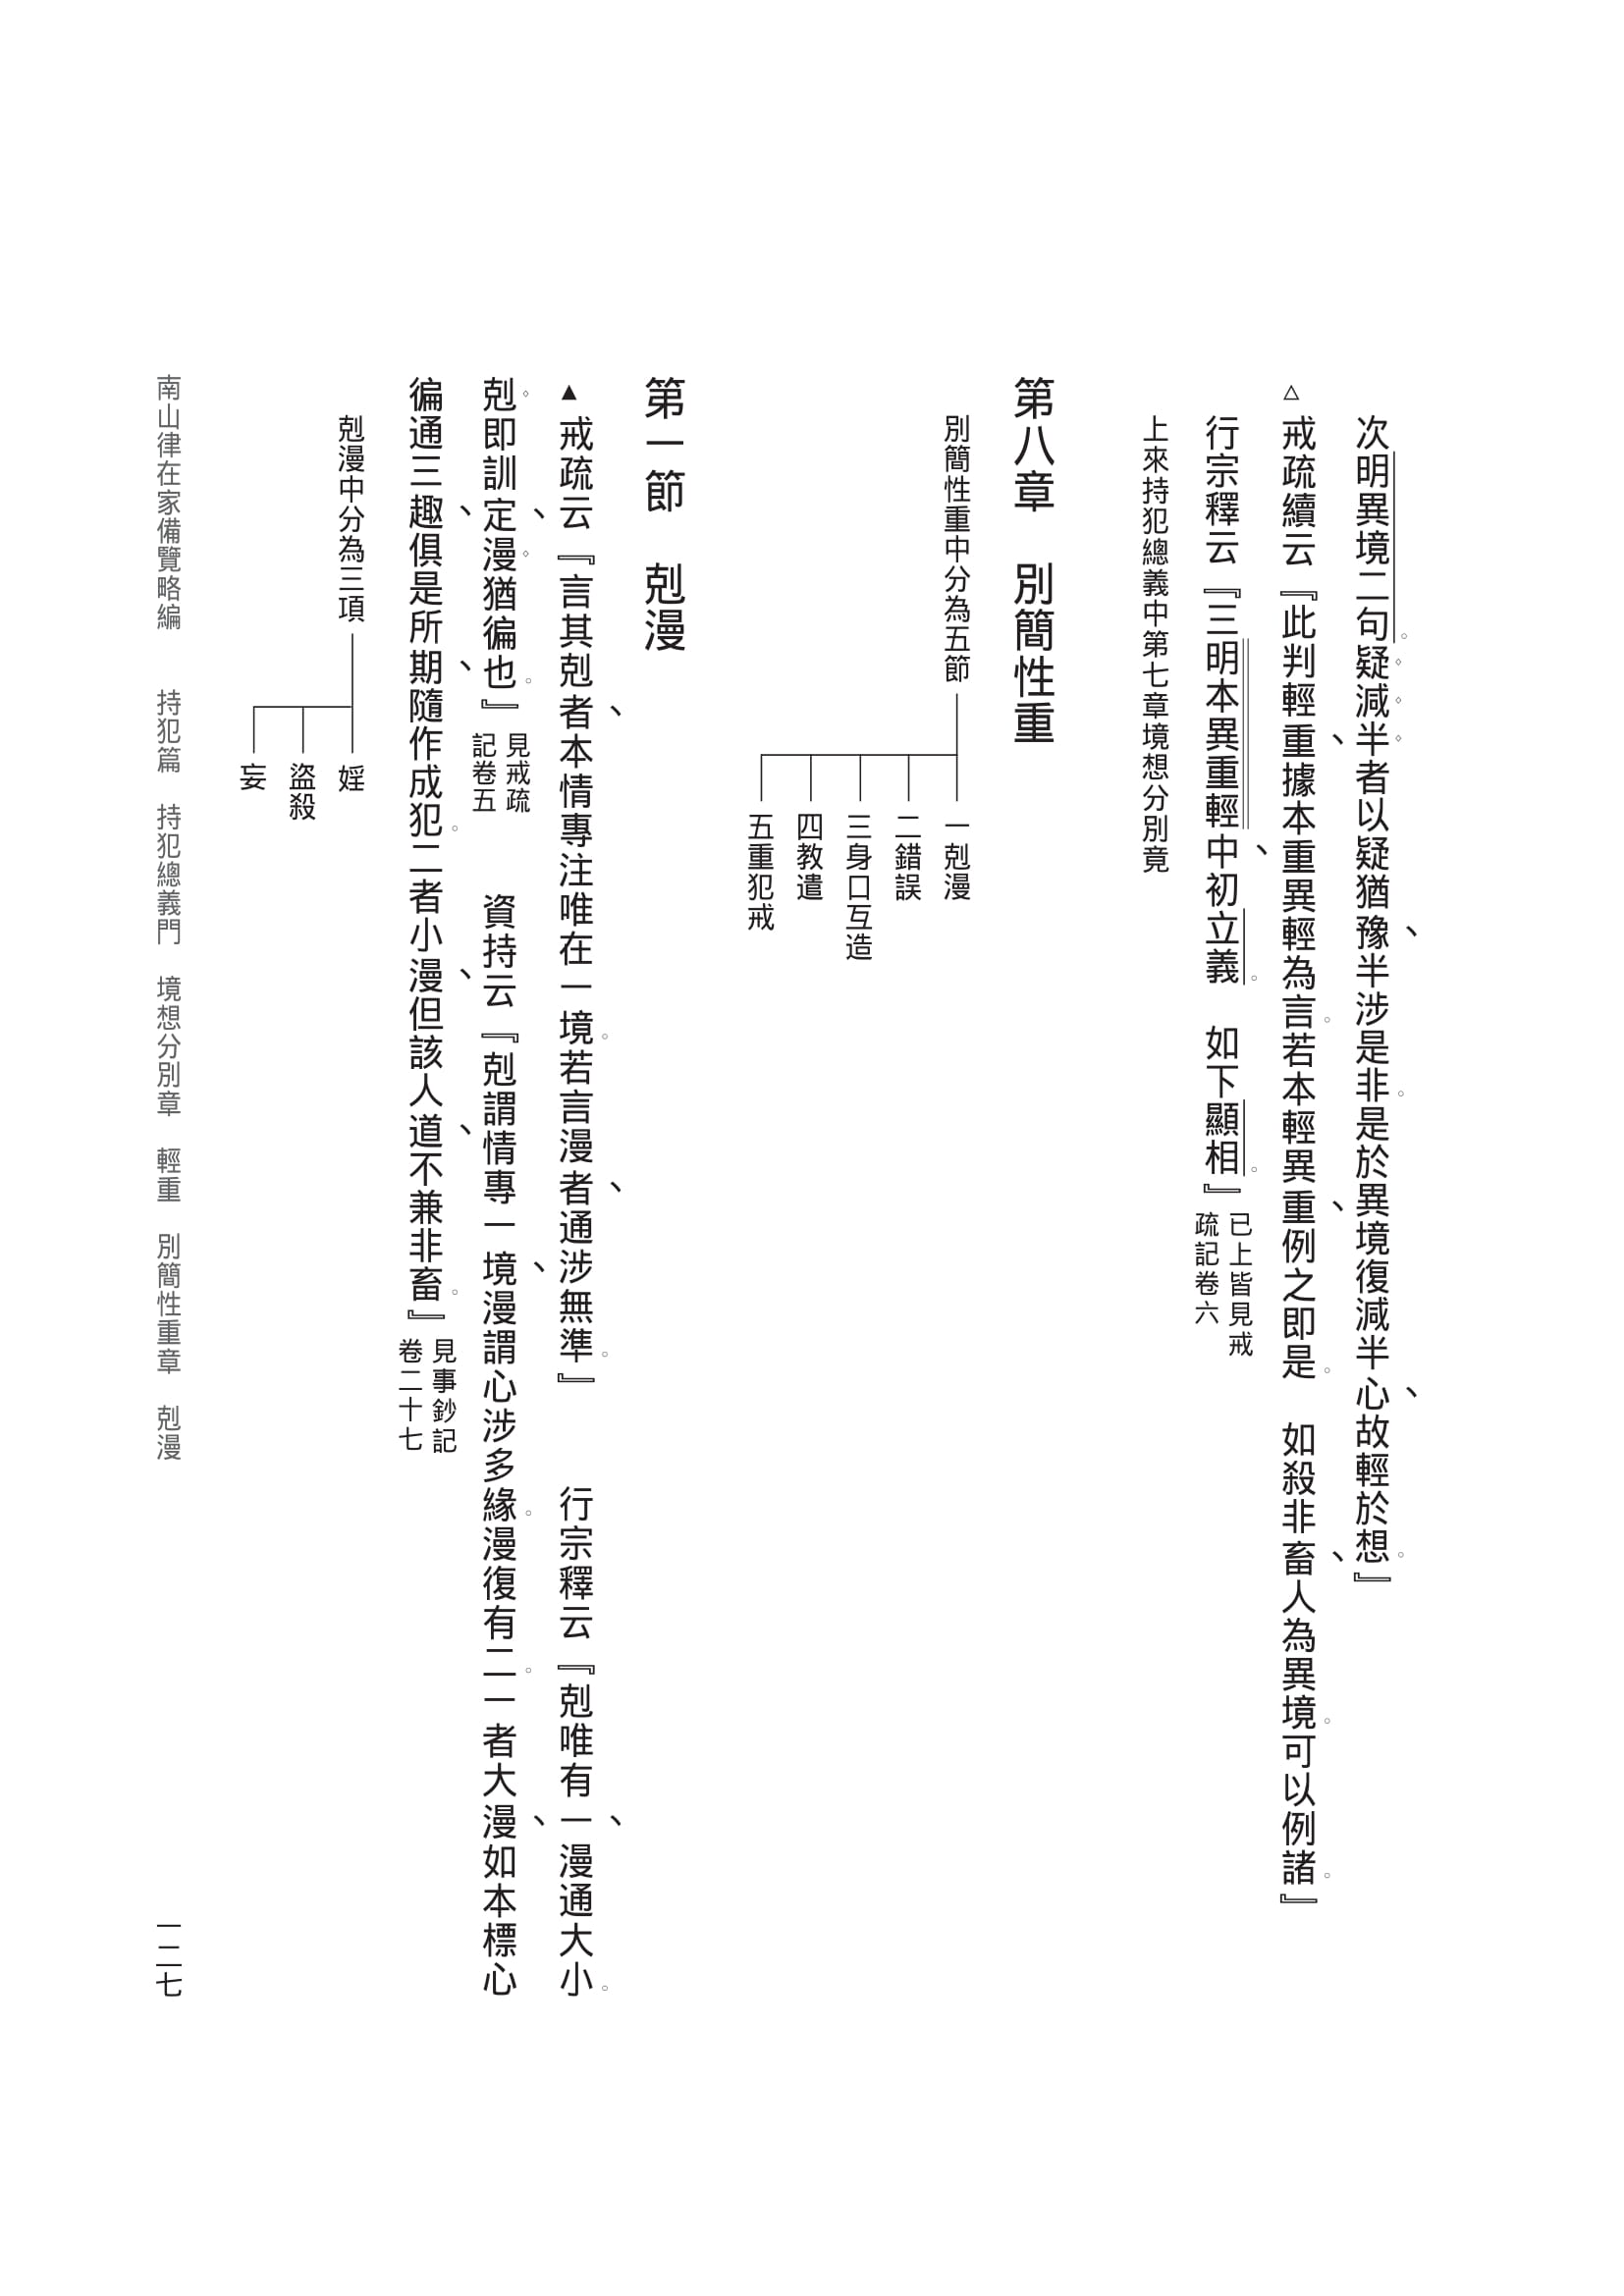 次明異境二句。疑減半者以疑猶豫、半涉是非。是於異境復減半心、故輕於想。』
△戒疏續云『此判輕重、據本重異輕為言。若本輕異重、例之即是。　如殺非畜、人為異境。可以例諸。』
行宗釋云『三明本異重輕中、初立義。　如下顯相。』已上皆見戒疏記卷六
上來持犯總義中第七章境想分別竟
第八章　別簡性重
別簡性重中分為五節
一剋漫
二錯誤
三身口互造
四教遣
五重犯戒
第一節　剋漫
▲戒疏云『言其剋者、本情專注唯在一境。若言漫者、通涉無準。』　行宗釋云『剋唯有一、漫通大小。
剋即訓定、漫猶徧也。』見戒疏記卷五　資持云『剋謂情專一境、漫謂心涉多緣。漫復有二。一者大漫、如本標心
徧通三趣、俱是所期、隨作成犯。二者小漫、但該人道、不兼非畜。』見事鈔記卷二十七
剋漫中分為三項
婬
盜殺
妄
南山律在家備覽略編　持犯篇　持犯總義門　境想分別章　輕重　別簡性重章　剋漫
一二七